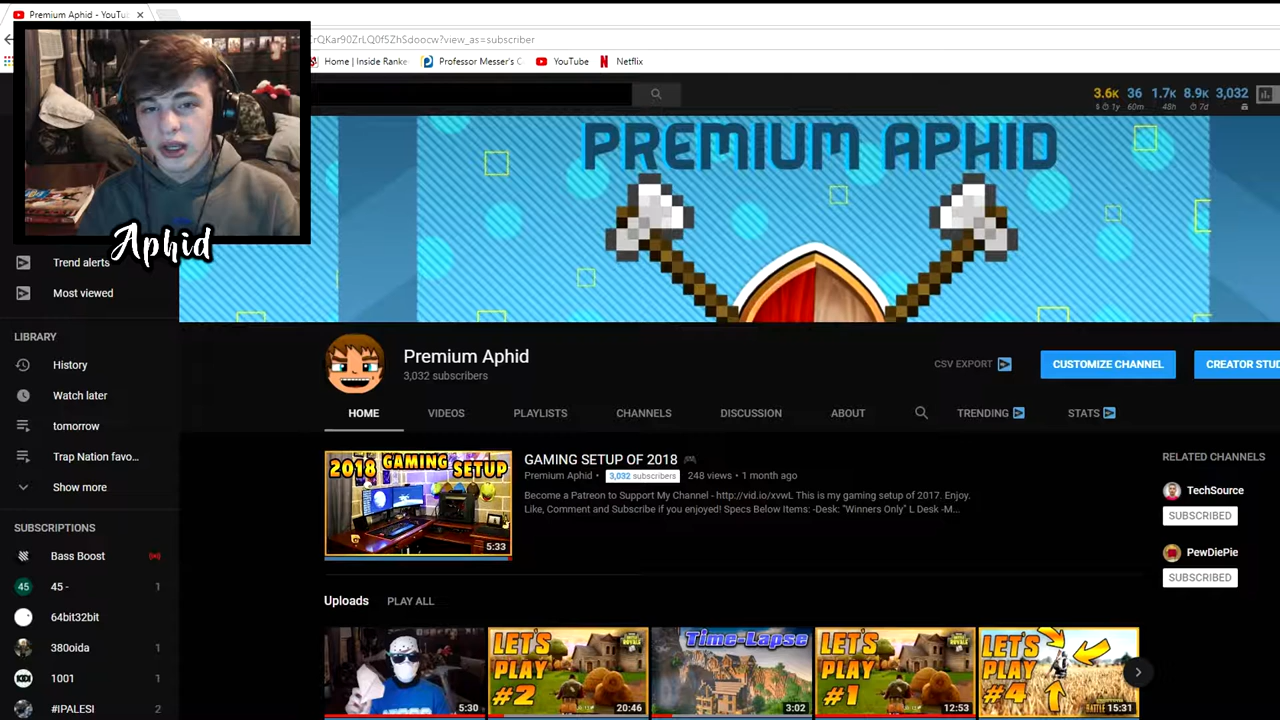 Premium Aphid - YouTu
rQKar90ZrLQ0f5ZhSdoocw?view_as=subscriber
Home | Inside Ranke
Professor Messer's C
YouTube
Netflix
3.6K 36 1.7K 8.9K 3,032
1y 60m 48h 7d
PREMIUM APHID
Aphid
Trend alerts
Most viewed
LIBRARY
History
Watch later
tomorrow
Trap Nation favo...
Show more
SUBSCRIPTIONS
Bass Boost
45 - 1
64bit32bit
380oida 1
1001 1
#IPALESI 2
Premium Aphid
3,032 subscribers
CSV EXPORT
CUSTOMIZE CHANNEL
CREATOR STUD
HOME VIDEOS PLAYLISTS CHANNELS DISCUSSION ABOUT TRENDING STATS
2018 GAMING SETUP
5:33
GAMING SETUP OF 2018
Premium Aphid • 3,032 subscribers 248 views • 1 month ago
Become a Patreon to Support My Channel - http://vid.io/xvwL This is my gaming setup of 2017. Enjoy.
Like, Comment and Subscribe if you enjoyed! Specs Below Items: -Desk: "Winners Only" L Desk -M...
RELATED CHANNELS
TechSource
SUBSCRIBED
PewDiePie
SUBSCRIBED
Uploads PLAY ALL
5:30
LET'S PLAY #2
20:46
Time-Lapse
3:02
LET'S PLAY #1
12:53
LET'S PLAY #4
15:31